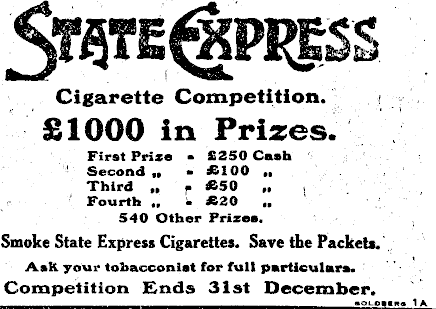 STATE EXPRESS
Cigarette Competition.
£1000 in Prizes.
First Prize - £250 Cash
Second „ - £100 „
Third „ - £50 „
Fourth „ - £20 „
540 Other Prizes.
Smoke State Express Cigarettes. Save the Packets.
Ask your tobacconist for full particulars.
Competition Ends 31st December.
GOLDBERG 1A